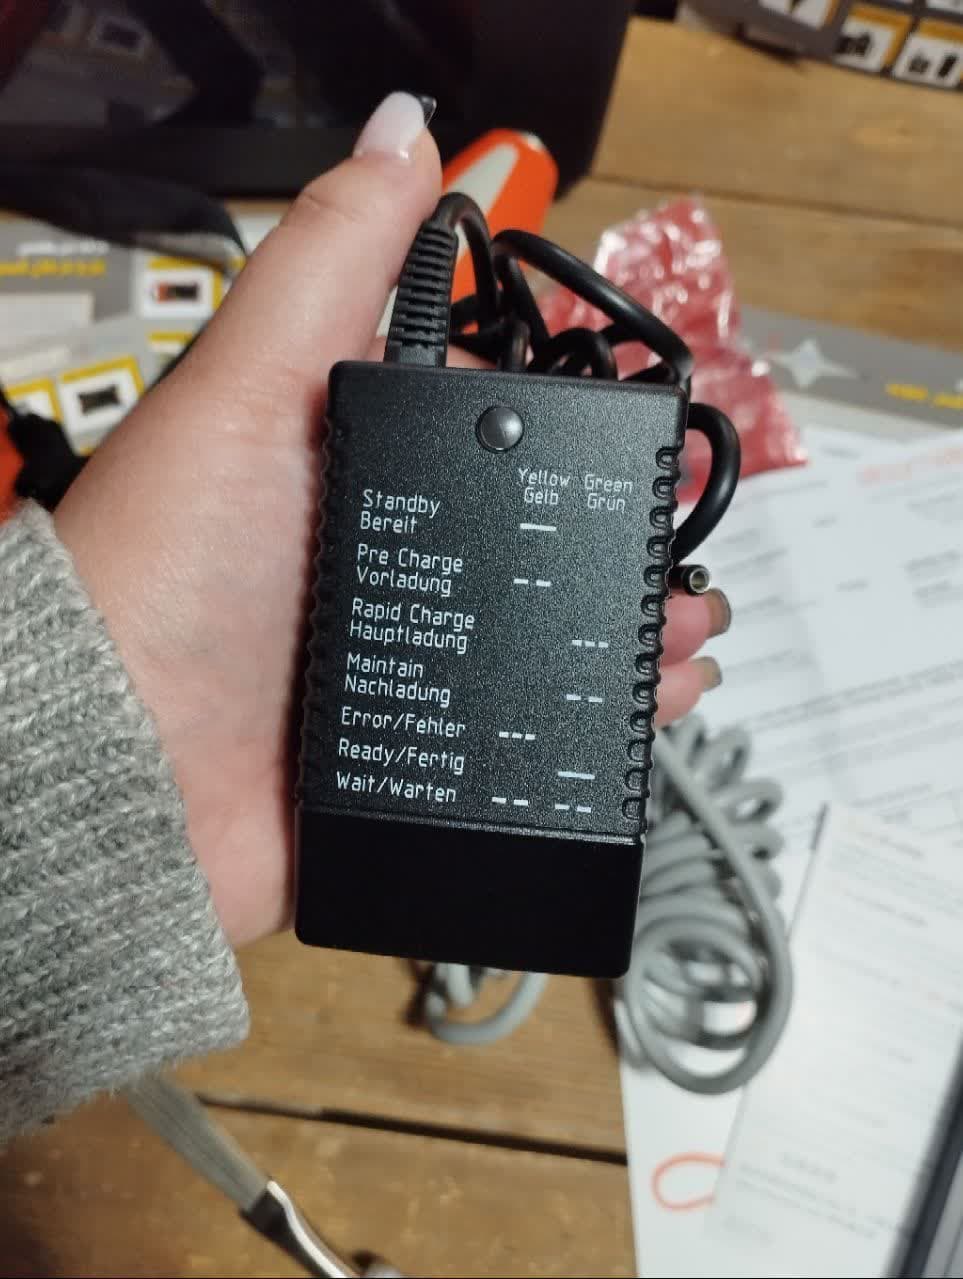 Yellow Green
Gelb Grün
Standby
Bereit
Pre Charge
Vorladung
Rapid Charge
Hauptladung
Maintain
Nachladung
Error/Fehler
Ready/Fertig
Wait/Warten